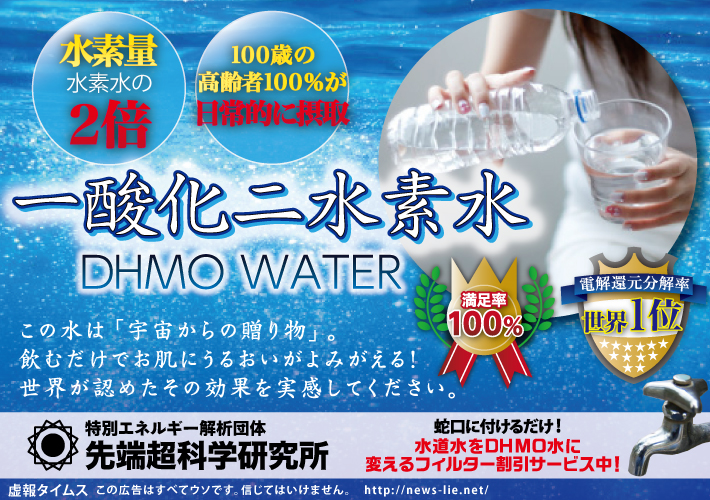 水素量
水素水の
2倍
100歳の
高齢者100%が
日常的に摂取
一酸化二水素水
DHMO WATER
満足率
100%
電解還元分解率
世界1位
この水は「宇宙からの贈り物」。
飲むだけでお肌にうるおいがよみがえる!
世界が認めたその効果を実感してください。
特別エネルギー解析団体
先端超科学研究所
蛇口に付けるだけ!
水道水をDHMO水に
変えるフィルター割引サービス中!
虚報タイムス この広告はすべてウソです。信じてはいけません。 http://news-lie.net/